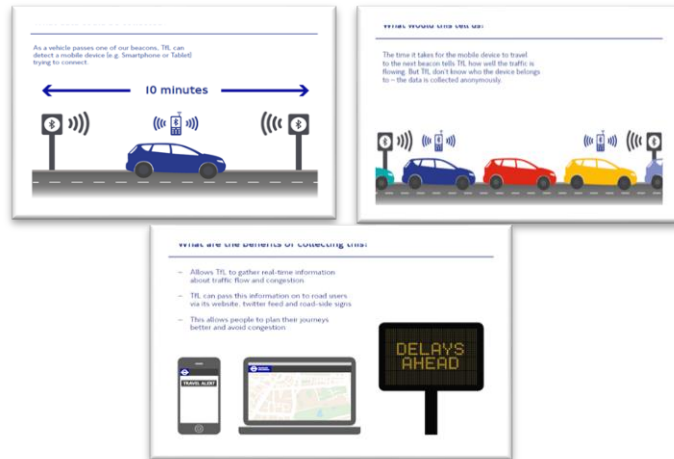 As a vehicle passes one of our beacons, TfL can
detect a mobile device (e.g. Smartphone or Tablet)
trying to connect.
10 minutes
What would this tell us?
The time it takes for the mobile device to travel
to the next beacon tells TfL how well the traffic is
flowing. But TfL don't know who the device belongs
to – the data is collected anonymously.
What are the benefits of collecting this?
– Allows TfL to gather real-time information
about traffic flow and congestion
– TfL can pass this information on to road users
via its website, twitter feed and road-side signs
– This allows people to plan their journeys
better and avoid congestion
TRAVEL ALERT
DELAYS
AHEAD